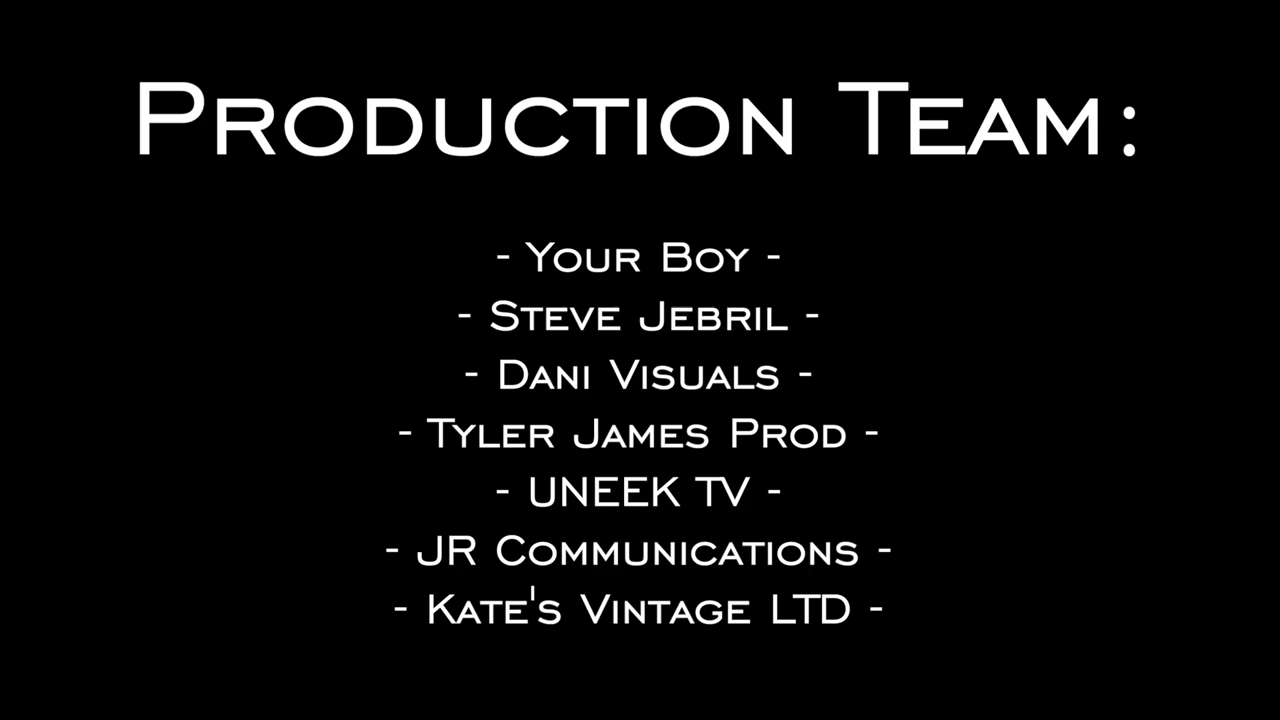 Production Team:
- Your Boy -
- Steve Jebril -
- Dani Visuals -
- Tyler James Prod -
- UNEEK TV -
- JR Communications -
- Kate's Vintage LTD -